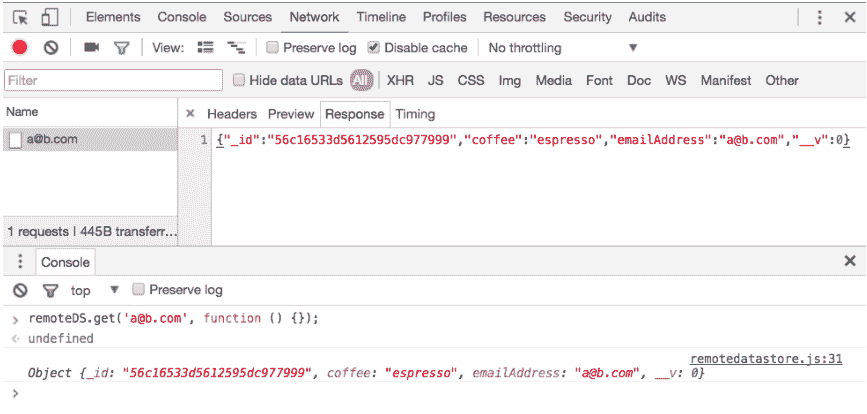 Elements Console Sources Network Timeline Profiles Resources Security Audits
View: Preserve log Disable cache No throttling
Filter Hide data URLs All XHR JS CSS Img Media Font Doc WS Manifest Other
Name Headers Preview Response Timing
a@b.com 1 {"_id":"56c16533d5612595dc977999","coffee":"espresso","emailAddress":"a@b.com","__v":0}
1 requests | 445B transferr...
Console
top Preserve log
remoteDS.get('a@b.com', function () {});
undefined
remotedatastore.js:31
Object {_id: "56c16533d5612595dc977999", coffee: "espresso", emailAddress: "a@b.com", __v: 0}